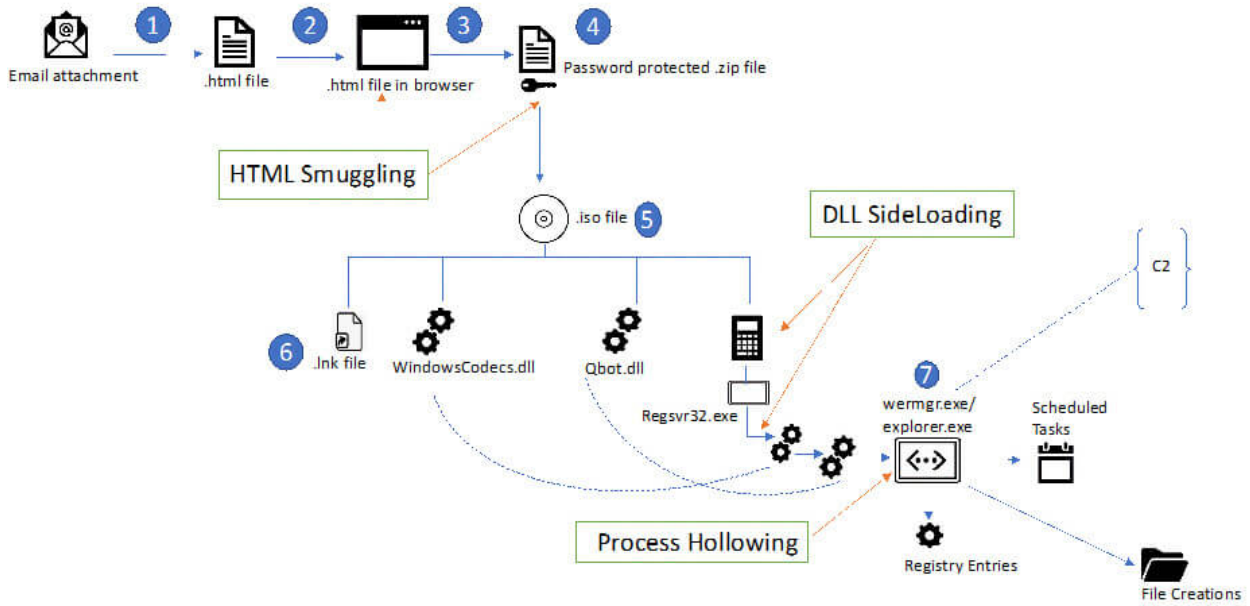 1
2
3
4
Email attachment
.html file
.html file in browser
Password protected .zip file
HTML Smuggling
.iso file
5
DLL SideLoading
C2
6
.lnk file
WindowsCodecs.dll
Qbot.dll
Regsvr32.exe
7
wermgr.exe/
explorer.exe
Scheduled
Tasks
Process Hollowing
Registry Entries
File Creations